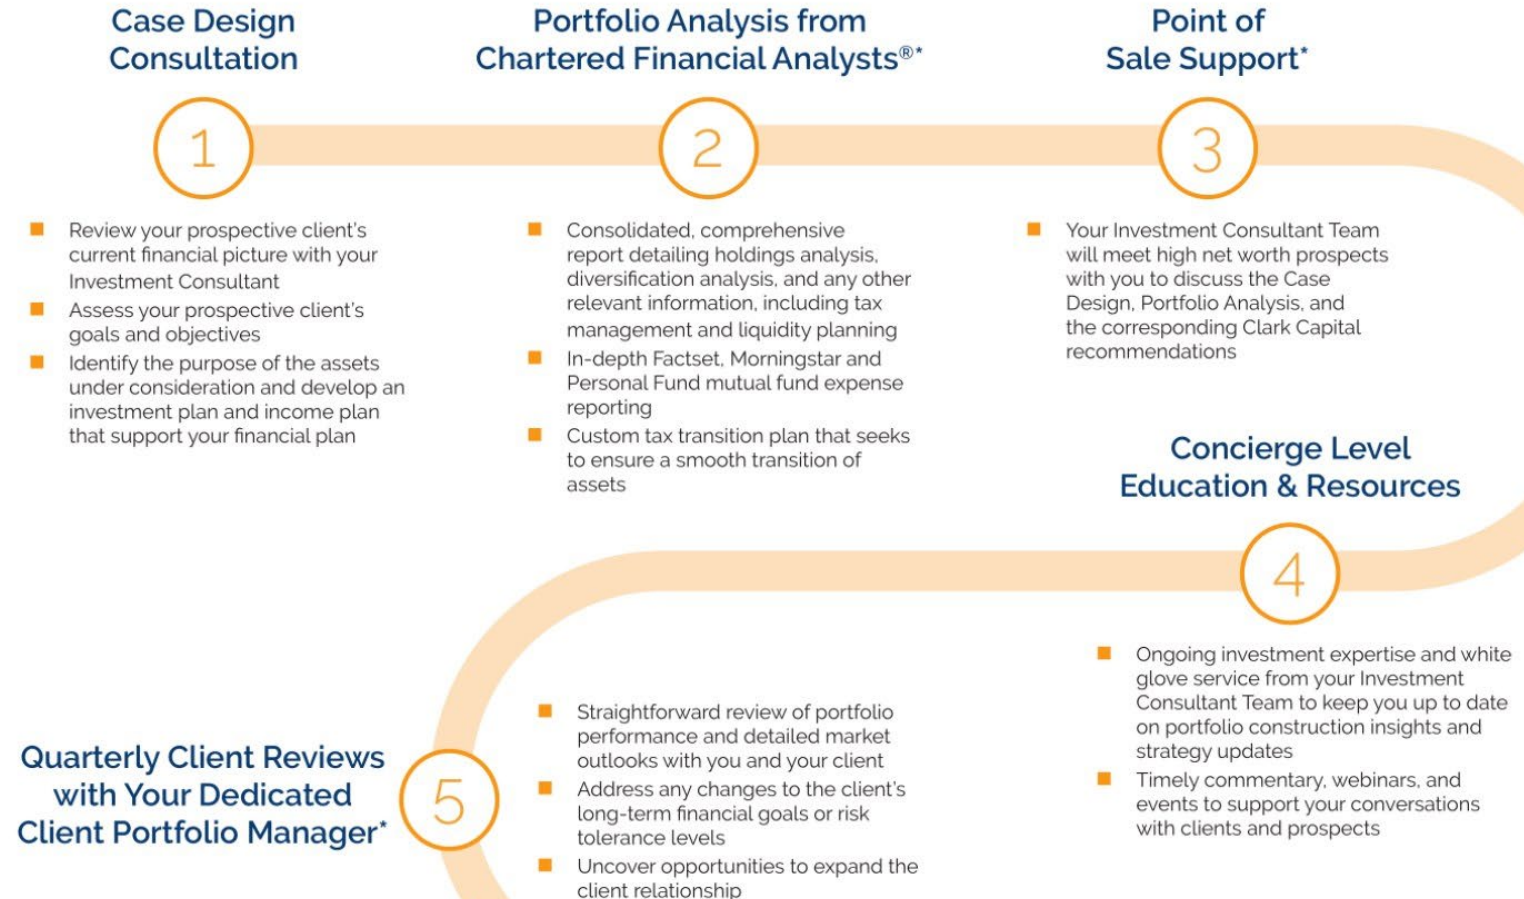 Case Design
Consultation
1
Review your prospective client's
current financial picture with your
Investment Consultant
Assess your prospective client's
goals and objectives
Identify the purpose of the assets
under consideration and develop an
investment plan and income plan
that support your financial plan
Portfolio Analysis from
Chartered Financial Analysts®*
2
Consolidated, comprehensive
report detailing holdings analysis,
diversification analysis, and any other
relevant information, including tax
management and liquidity planning
In-depth Factset, Morningstar and
Personal Fund mutual fund expense
reporting
Custom tax transition plan that seeks
to ensure a smooth transition of
assets
Point of
Sale Support*
3
Your Investment Consultant Team
will meet high net worth prospects
with you to discuss the Case
Design, Portfolio Analysis, and
the corresponding Clark Capital
recommendations
Concierge Level
Education & Resources
4
Ongoing investment expertise and white
glove service from your Investment
Consultant Team to keep you up to date
on portfolio construction insights and
strategy updates
Timely commentary, webinars, and
events to support your conversations
with clients and prospects
Quarterly Client Reviews
with Your Dedicated
Client Portfolio Manager*
5
Straightforward review of portfolio
performance and detailed market
outlooks with you and your client
Address any changes to the client's
long-term financial goals or risk
tolerance levels
Uncover opportunities to expand the
client relationship